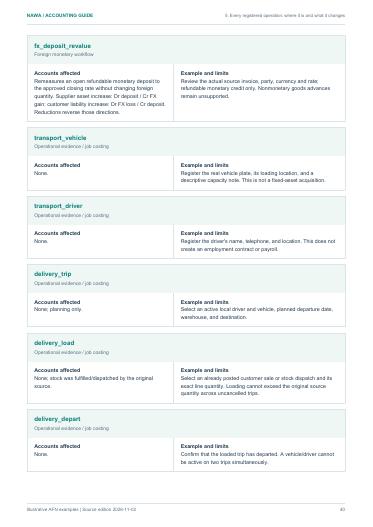 NAWA / ACCOUNTING GUIDE
5. Every registered operation: where it is and what it changes
fx_deposit_revalue
Foreign monetary workflow
Accounts affected
Remeasures an open refundable monetary deposit to
the approved closing rate without changing foreign
quantity. Supplier asset increase: Dr deposit / Cr FX
gain; customer liability increase: Dr FX loss / Cr deposit.
Reductions reverse those directions.
Example and limits
Review the actual source invoice, party, currency and rate;
refundable monetary credit only. Nonmonetary goods advances
remain unsupported.
transport_vehicle
Operational evidence / job costing
Accounts affected
None.
Example and limits
Register the real vehicle plate, its loading location, and a
descriptive capacity note. This is not a fixed-asset acquisition.
transport_driver
Operational evidence / job costing
Accounts affected
None.
Example and limits
Register the driver's name, telephone, and location. This does not
create an employment contract or payroll.
delivery_trip
Operational evidence / job costing
Accounts affected
None; planning only.
Example and limits
Select an active local driver and vehicle, planned departure date,
warehouse, and destination.
delivery_load
Operational evidence / job costing
Accounts affected
None; stock was fulfilled/dispatched by the original
source.
Example and limits
Select an already posted customer sale or stock dispatch and its
exact line quantity. Loading cannot exceed the original source
quantity across uncancelled trips.
delivery_depart
Operational evidence / job costing
Accounts affected
None.
Example and limits
Confirm that the loaded trip has departed. A vehicle/driver cannot
be active on two trips simultaneously.
Illustrative AFN examples | Source edition